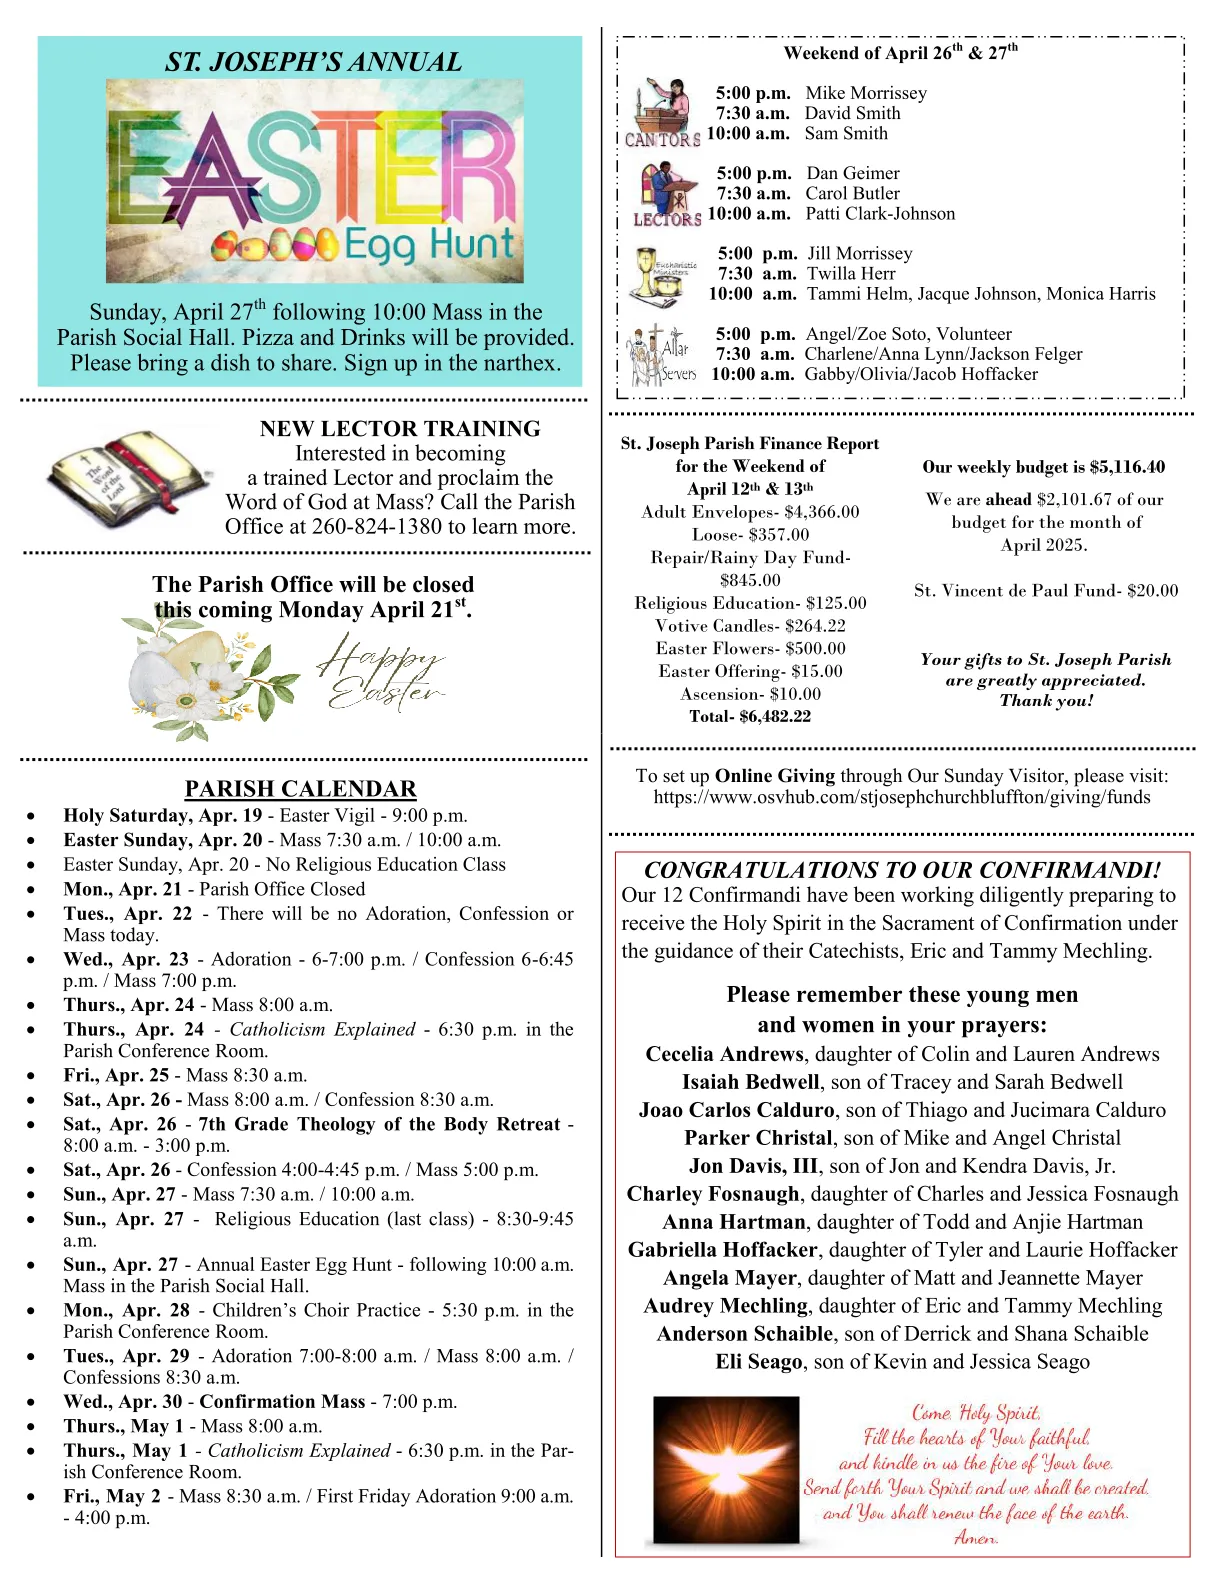 ST. JOSEPH'S ANNUAL
EASTER
Egg Hunt
Sunday, April 27th following 10:00 Mass in the
Parish Social Hall. Pizza and Drinks will be provided.
Please bring a dish to share. Sign up in the narthex.
The Word of the Lord
NEW LECTOR TRAINING
Interested in becoming
a trained Lector and proclaim the
Word of God at Mass? Call the Parish
Office at 260-824-1380 to learn more.
The Parish Office will be closed
this coming Monday April 21st.
Happy
Easter
PARISH CALENDAR
• Holy Saturday, Apr. 19 - Easter Vigil - 9:00 p.m.
• Easter Sunday, Apr. 20 - Mass 7:30 a.m. / 10:00 a.m.
• Easter Sunday, Apr. 20 - No Religious Education Class
• Mon., Apr. 21 - Parish Office Closed
• Tues., Apr. 22 - There will be no Adoration, Confession or
Mass today.
• Wed., Apr. 23 - Adoration - 6-7:00 p.m. / Confession 6-6:45
p.m. / Mass 7:00 p.m.
• Thurs., Apr. 24 - Mass 8:00 a.m.
• Thurs., Apr. 24 - Catholicism Explained - 6:30 p.m. in the
Parish Conference Room.
• Fri., Apr. 25 - Mass 8:30 a.m.
• Sat., Apr. 26 - Mass 8:00 a.m. / Confession 8:30 a.m.
• Sat., Apr. 26 - 7th Grade Theology of the Body Retreat -
8:00 a.m. - 3:00 p.m.
• Sat., Apr. 26 - Confession 4:00-4:45 p.m. / Mass 5:00 p.m.
• Sun., Apr. 27 - Mass 7:30 a.m. / 10:00 a.m.
• Sun., Apr. 27 - Religious Education (last class) - 8:30-9:45
a.m.
• Sun., Apr. 27 - Annual Easter Egg Hunt - following 10:00 a.m.
Mass in the Parish Social Hall.
• Mon., Apr. 28 - Children's Choir Practice - 5:30 p.m. in the
Parish Conference Room.
• Tues., Apr. 29 - Adoration 7:00-8:00 a.m. / Mass 8:00 a.m. /
Confessions 8:30 a.m.
• Wed., Apr. 30 - Confirmation Mass - 7:00 p.m.
• Thurs., May 1 - Mass 8:00 a.m.
• Thurs., May 1 - Catholicism Explained - 6:30 p.m. in the Par-
ish Conference Room.
• Fri., May 2 - Mass 8:30 a.m. / First Friday Adoration 9:00 a.m.
- 4:00 p.m.
Weekend of April 26th & 27th
CANTORS
5:00 p.m. Mike Morrissey
7:30 a.m. David Smith
10:00 a.m. Sam Smith
LECTORS
5:00 p.m. Dan Geimer
7:30 a.m. Carol Butler
10:00 a.m. Patti Clark-Johnson
Eucharistic
Ministers
5:00 p.m. Jill Morrissey
7:30 a.m. Twilla Herr
10:00 a.m. Tammi Helm, Jacque Johnson, Monica Harris
Altar
Servers
5:00 p.m. Angel/Zoe Soto, Volunteer
7:30 a.m. Charlene/Anna Lynn/Jackson Felger
10:00 a.m. Gabby/Olivia/Jacob Hoffacker
St. Joseph Parish Finance Report
for the Weekend of
April 12th & 13th
Adult Envelopes- $4,366.00
Loose- $357.00
Repair/Rainy Day Fund-
$845.00
Religious Education- $125.00
Votive Candles- $264.22
Easter Flowers- $500.00
Easter Offering- $15.00
Ascension- $10.00
Total- $6,482.22
Our weekly budget is $5,116.40
We are ahead $2,101.67 of our
budget for the month of
April 2025.
St. Vincent de Paul Fund- $20.00
Your gifts to St. Joseph Parish
are greatly appreciated.
Thank you!
To set up Online Giving through Our Sunday Visitor, please visit:
https://www.osvhub.com/stjosephchurchbluffton/giving/funds
CONGRATULATIONS TO OUR CONFIRMANDI!
Our 12 Confirmandi have been working diligently preparing to
receive the Holy Spirit in the Sacrament of Confirmation under
the guidance of their Catechists, Eric and Tammy Mechling.
Please remember these young men
and women in your prayers:
Cecelia Andrews, daughter of Colin and Lauren Andrews
Isaiah Bedwell, son of Tracey and Sarah Bedwell
Joao Carlos Calduro, son of Thiago and Jucimara Calduro
Parker Christal, son of Mike and Angel Christal
Jon Davis, III, son of Jon and Kendra Davis, Jr.
Charley Fosnaugh, daughter of Charles and Jessica Fosnaugh
Anna Hartman, daughter of Todd and Anjie Hartman
Gabriella Hoffacker, daughter of Tyler and Laurie Hoffacker
Angela Mayer, daughter of Matt and Jeannette Mayer
Audrey Mechling, daughter of Eric and Tammy Mechling
Anderson Schaible, son of Derrick and Shana Schaible
Eli Seago, son of Kevin and Jessica Seago
Come, Holy Spirit,
Fill the hearts of Your faithful,
and kindle in us the fire of Your love.
Send forth Your Spirit and we shall be created,
and You shall renew the face of the earth.
Amen.